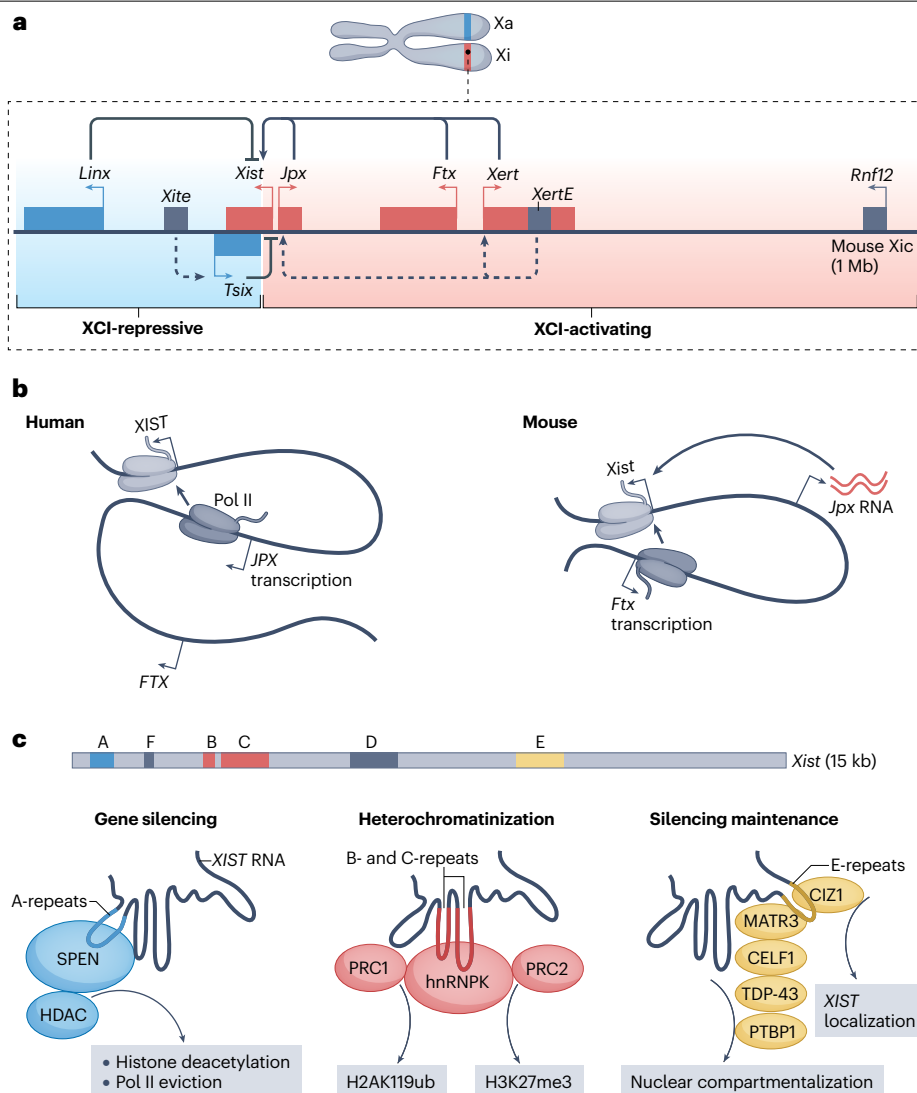 a
Xa
Xi
Linx
Xist
Jpx
Ftx
Xert
Rnf12
Xite
XertE
Tsix
Mouse Xic
(1 Mb)
XCI-repressive
XCI-activating
b
Human
Mouse
XIST
Pol II
JPX
transcription
FTX
Xist
Jpx RNA
Ftx
transcription
c
A
F
B
C
D
E
Xist (15 kb)
Gene silencing
XIST RNA
A-repeats
SPEN
HDAC
• Histone deacetylation
• Pol II eviction
Heterochromatinization
B- and C-repeats
PRC1
hnRNPK
PRC2
H2AK119ub
H3K27me3
Silencing maintenance
E-repeats
CIZ1
MATR3
CELF1
TDP-43
PTBP1
XIST
localization
Nuclear compartmentalization